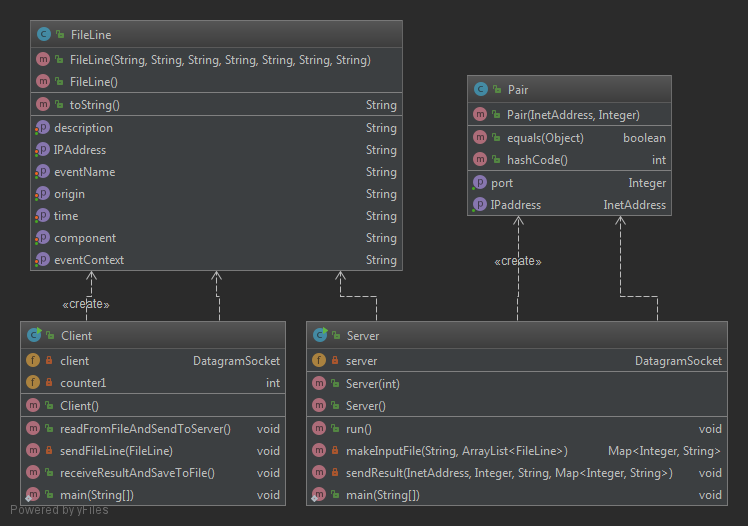 FileLine
FileLine(String, String, String, String, String, String, String)
FileLine()
toString() String
description String
IPAddress String
eventName String
origin String
time String
component String
eventContext String
Pair
Pair(InetAddress, Integer)
equals(Object) boolean
hashCode() int
port Integer
IPaddress InetAddress
«create»
«create»
Client
client DatagramSocket
counter1 int
Client()
readFromFileAndSendToServer() void
sendFileLine(FileLine) void
receiveResultAndSaveToFile() void
main(String[]) void
Server
server DatagramSocket
Server(int)
Server()
run() void
makeInputFile(String, ArrayList<FileLine>) Map<Integer, String>
sendResult(InetAddress, Integer, String, Map<Integer, String>) void
main(String[]) void
Powered by yFiles